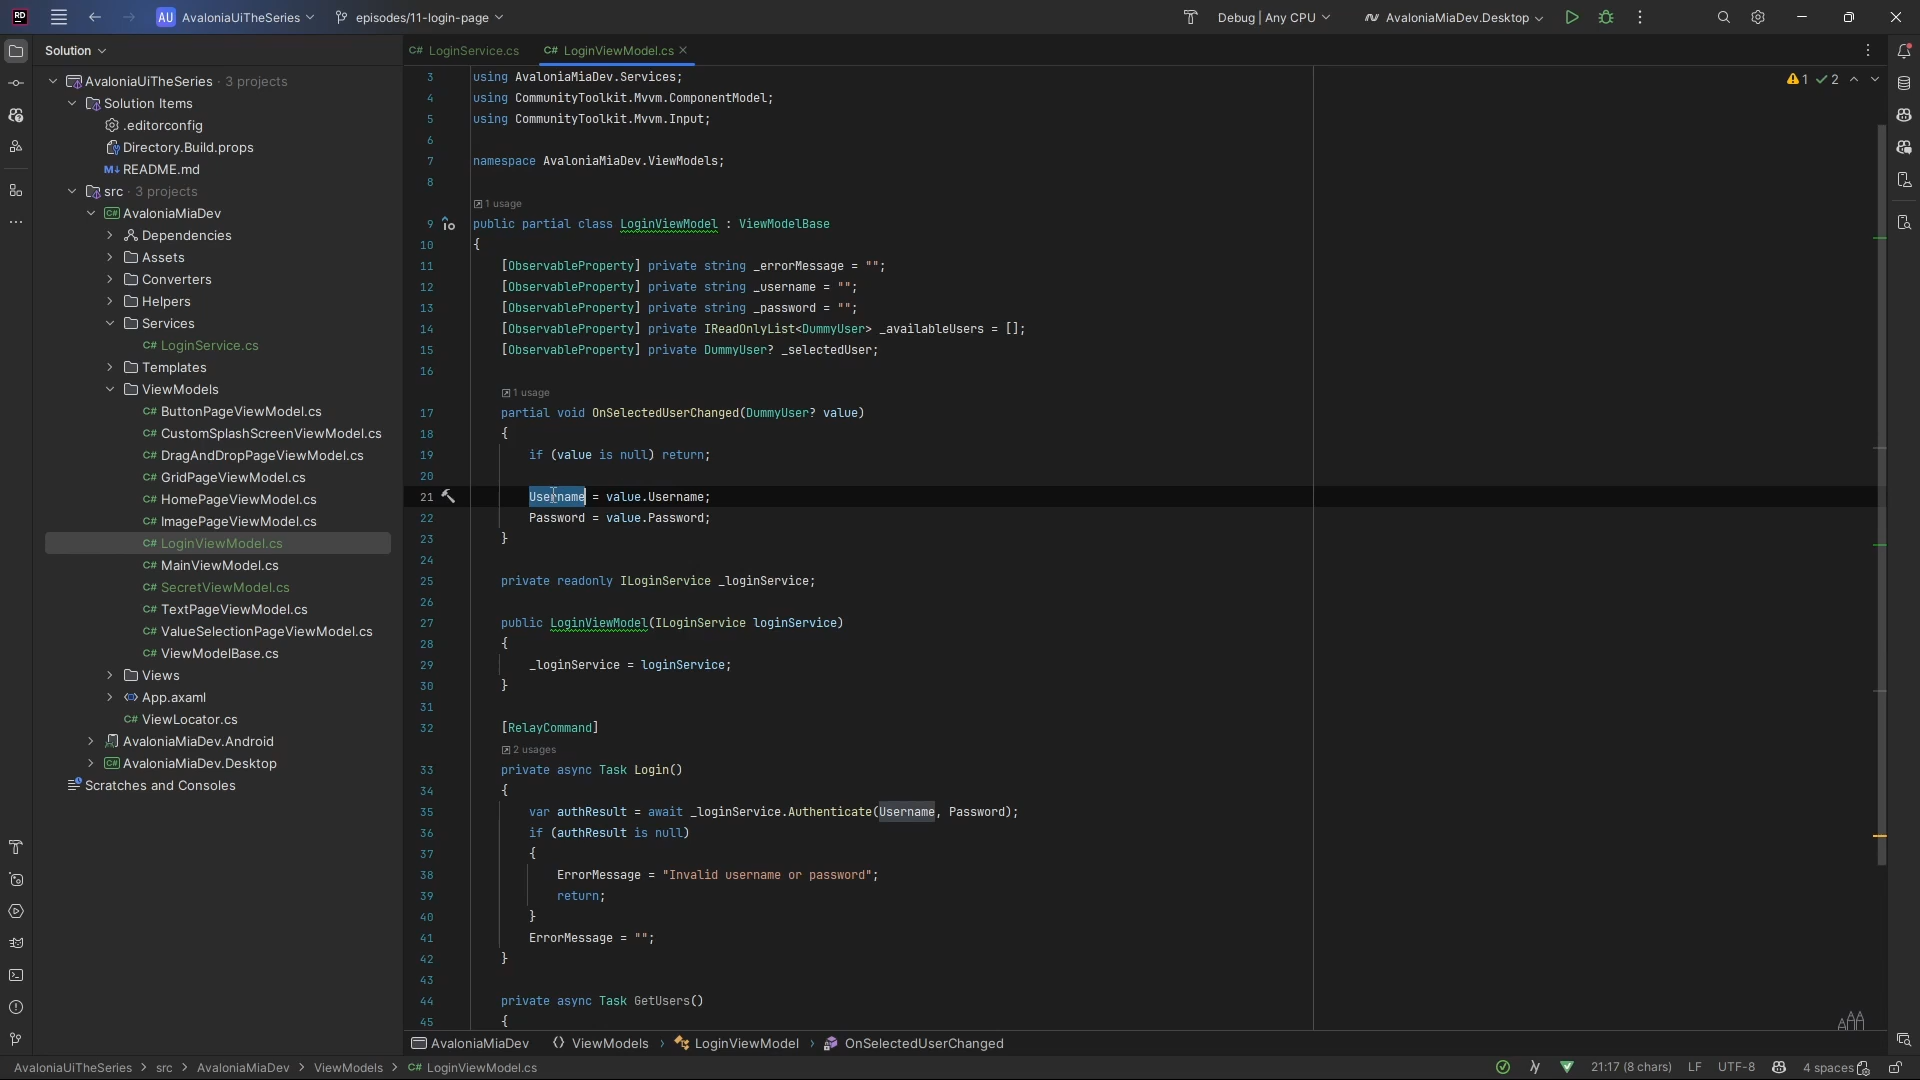 RD
AU AvaloniaUiTheSeries
episodes/11-login-page
Debug | Any CPU
AvaloniaMiaDev.Desktop
Solution
AvaloniaUiTheSeries · 3 projects
Solution Items
.editorconfig
Directory.Build.props
M↓ README.md
src · 3 projects
C# AvaloniaMiaDev
Dependencies
Assets
Converters
Helpers
Services
C# LoginService.cs
Templates
ViewModels
C# ButtonPageViewModel.cs
C# CustomSplashScreenViewModel.cs
C# DragAndDropPageViewModel.cs
C# GridPageViewModel.cs
C# HomePageViewModel.cs
C# ImagePageViewModel.cs
C# LoginViewModel.cs
C# MainViewModel.cs
C# SecretViewModel.cs
C# TextPageViewModel.cs
C# ValueSelectionPageViewModel.cs
C# ViewModelBase.cs
Views
App.axaml
C# ViewLocator.cs
AvaloniaMiaDev.Android
C# AvaloniaMiaDev.Desktop
Scratches and Consoles
C# LoginService.cs
C# LoginViewModel.cs
1 2
3 using AvaloniaMiaDev.Services;
4 using CommunityToolkit.Mvvm.ComponentModel;
5 using CommunityToolkit.Mvvm.Input;
6
7 namespace AvaloniaMiaDev.ViewModels;
8
1 usage
9 public partial class LoginViewModel : ViewModelBase
10 {
11 [ObservableProperty] private string _errorMessage = "";
12 [ObservableProperty] private string _username = "";
13 [ObservableProperty] private string _password = "";
14 [ObservableProperty] private IReadOnlyList<DummyUser> _availableUsers = [];
15 [ObservableProperty] private DummyUser? _selectedUser;
16
1 usage
17 partial void OnSelectedUserChanged(DummyUser? value)
18 {
19 if (value is null) return;
20
21 Username = value.Username;
22 Password = value.Password;
23 }
24
25 private readonly ILoginService _loginService;
26
27 public LoginViewModel(ILoginService loginService)
28 {
29 _loginService = loginService;
30 }
31
32 [RelayCommand]
2 usages
33 private async Task Login()
34 {
35 var authResult = await _loginService.Authenticate(Username, Password);
36 if (authResult is null)
37 {
38 ErrorMessage = "Invalid username or password";
39 return;
40 }
41 ErrorMessage = "";
42 }
43
44 private async Task GetUsers()
45 {
AvaloniaMiaDev ViewModels › LoginViewModel › OnSelectedUserChanged
AvaloniaUiTheSeries › src › AvaloniaMiaDev › ViewModels › C# LoginViewModel.cs
21:17 (8 chars) LF UTF-8 4 spaces